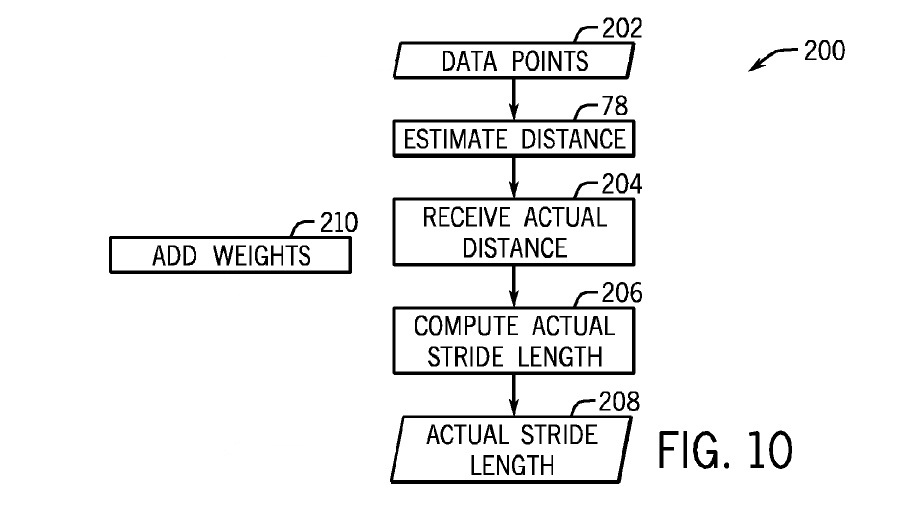 202
DATA POINTS
200
78
ESTIMATE DISTANCE
204
RECEIVE ACTUAL
DISTANCE
210
ADD WEIGHTS
206
COMPUTE ACTUAL
STRIDE LENGTH
208
ACTUAL STRIDE
LENGTH
FIG. 10